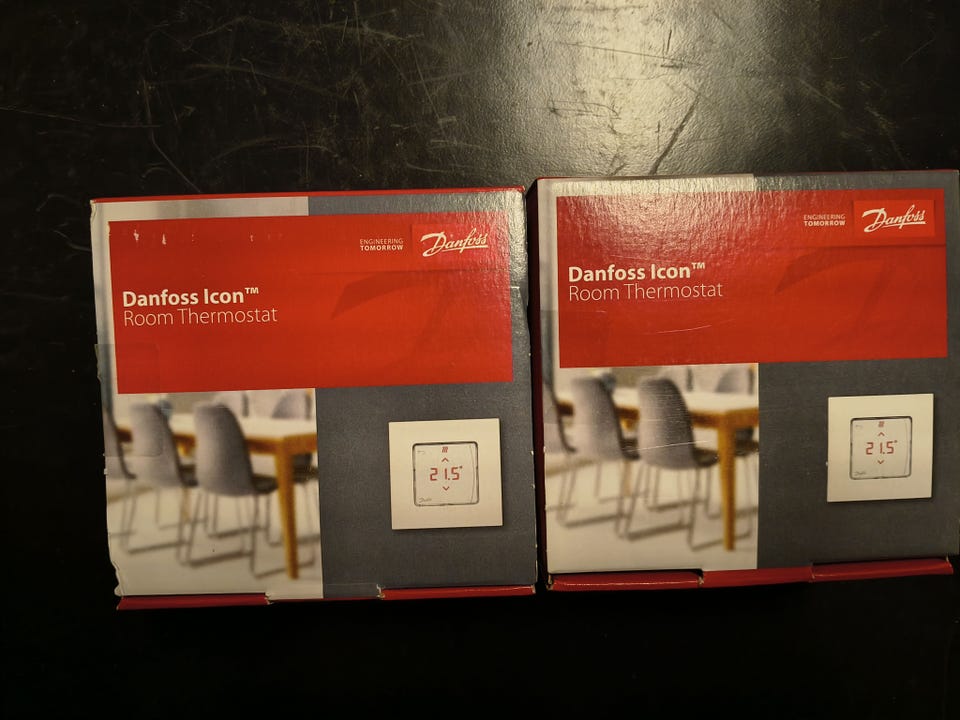 ENGINEERING
TOMORROW
Danfoss
Danfoss Icon™
Room Thermostat
21.5°
ENGINEERING
TOMORROW
Danfoss
Danfoss Icon™
Room Thermostat
21.5°